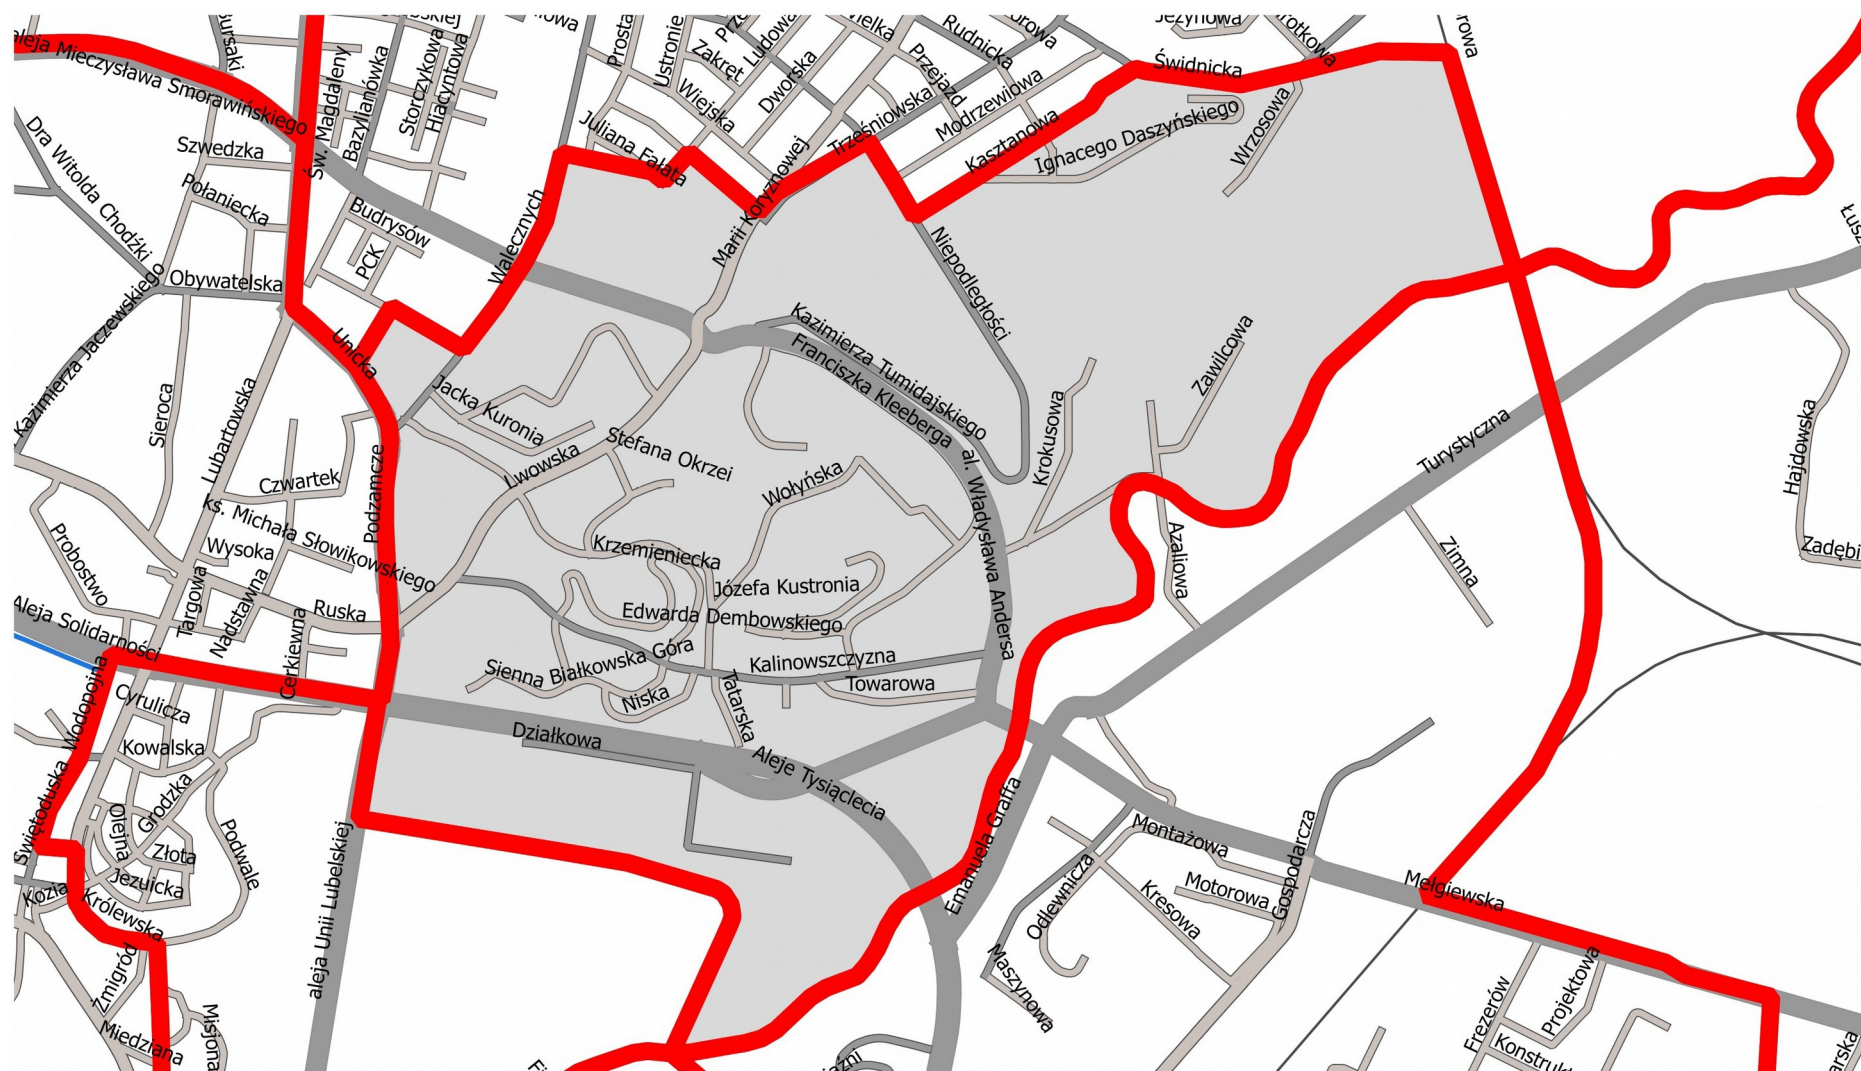 aleja Mieczysława Smorawińskiego
Bursaki
Św. Magdaleny
Bazylianówka
Storczykowa
Hiacyntowa
Prosta
Ustronie
Zakręt
Ludowa
Wiejska
Dworska
Przejazd
Rudnicka
Modrzewiowa
Świdnicka
Trześniowska
Kasztanowa
Ignacego Daszyńskiego
Wrzosowa
Juliana Fałata
Marii Koryznowej
Dra Witolda Chodźki
Szwedzka
Połaniecka
Budrysów
PCK
Walecznych
Obywatelska
Kazimierza Jaczewskiego
Unicka
Niepodległości
Kazimierza Tumidajskiego
Franciszka Kleeberga
Zawilcowa
Krokusowa
Sieroca
Lubartowska
Jacka Kuronia
Stefana Okrzei
Lwowska
Wołyńska
al. Władysława Andersa
Turystyczna
Hajdowska
Czwartek
Podzamcze
Ks. Michała Słowikowskiego
Wysoka
Probostwo
Krzemieniecka
Józefa Kustronia
Edwarda Dembowskiego
Azaliowa
Zimna
Targowa
Nadstawna
Ruska
Cerkiewna
Aleja Solidarności
Sienna
Białkowska Góra
Kalinowszczyzna
Towarowa
Niska
Tatarska
Cyrulicza
Wodopojna
Kowalska
Działkowa
Aleje Tysiąclecia
Świętoduska
Grodzka
Olejna
Złota
Jezuicka
Podwale
Kozia
Królewska
aleja Unii Lubelskiej
Emanuela Graffa
Montażowa
Gospodarcza
Odlewnicza
Motorowa
Kresowa
Mełgiewska
Maszynowa
Żmigród
Miedziana
Misjona
Frezerów
Projektowa